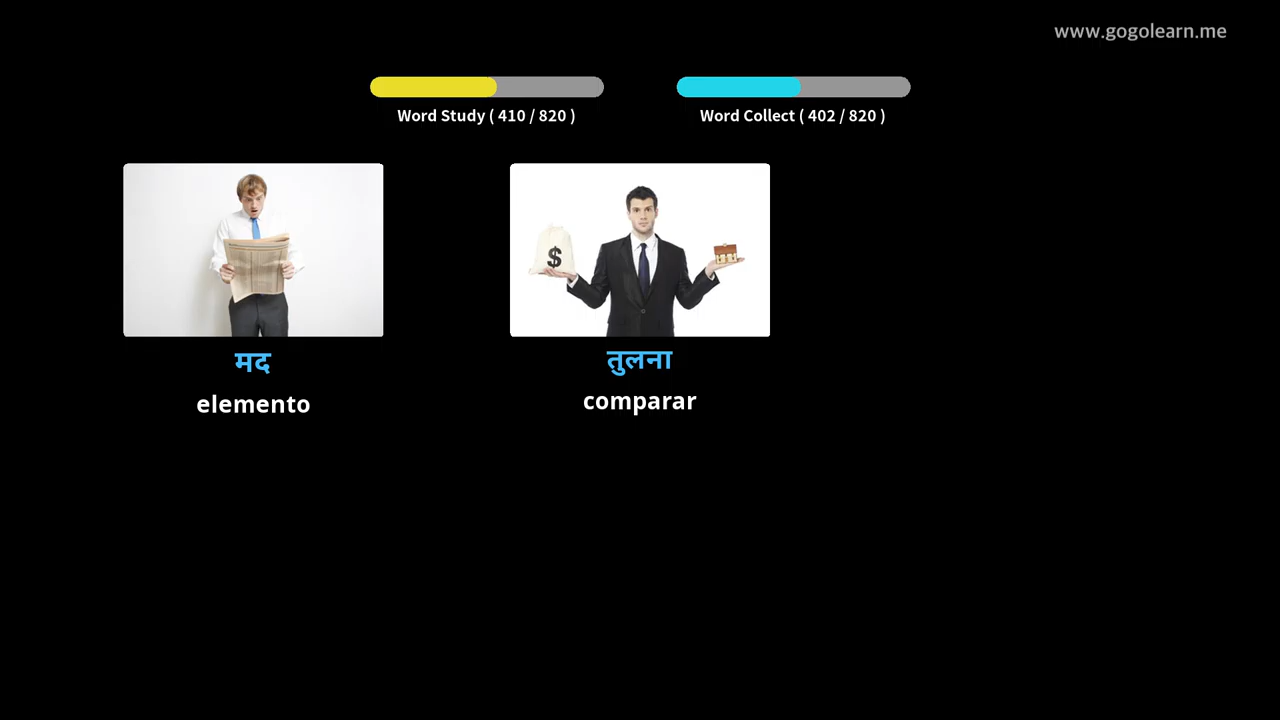 www.gogolearn.me
Word Study ( 410 / 820 )
Word Collect ( 402 / 820 )
$
मद
elemento
तुलना
comparar